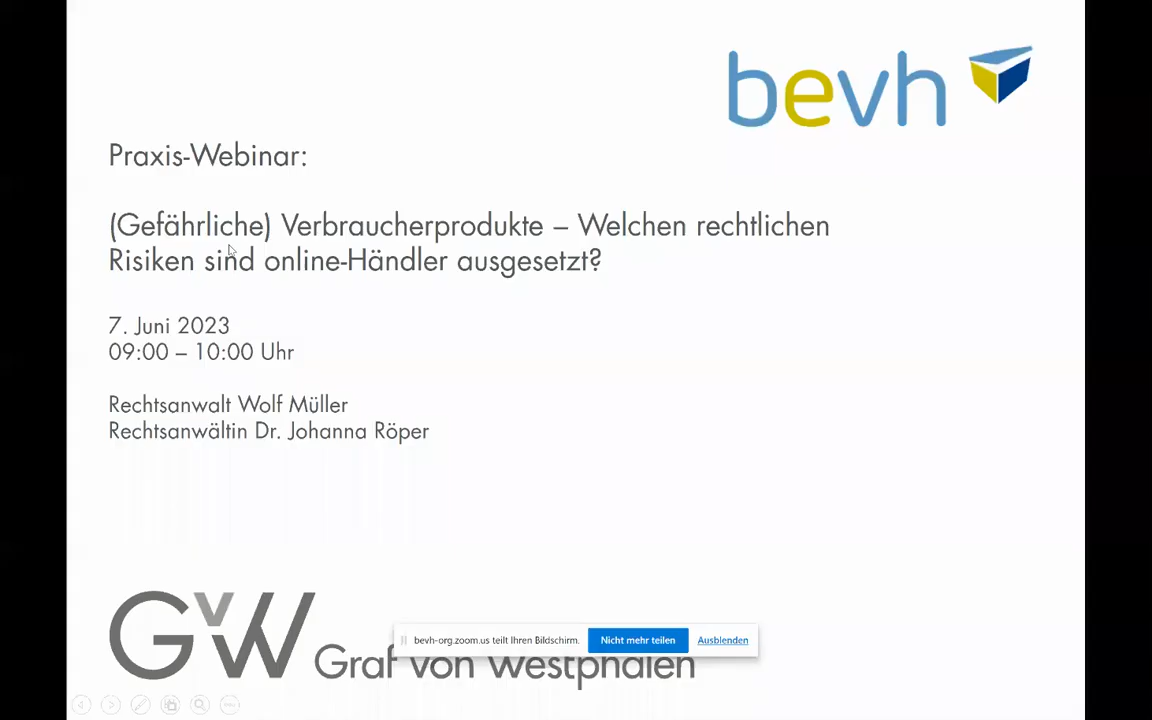 bevh
Praxis-Webinar:
(Gefährliche) Verbraucherprodukte – Welchen rechtlichen
Risiken sind online-Händler ausgesetzt?
7. Juni 2023
09:00 – 10:00 Uhr
Rechtsanwalt Wolf Müller
Rechtsanwältin Dr. Johanna Röper
GvW Graf von Westphalen
bevh-org.zoom.us teilt Ihren Bildschirm. Nicht mehr teilen Ausblenden